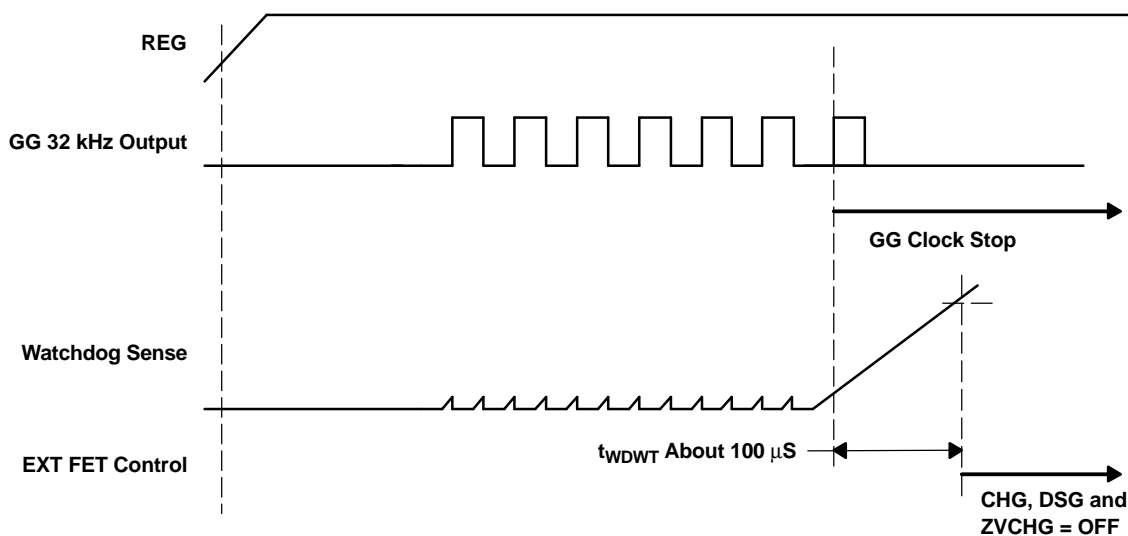 REG
GG 32 kHz Output
GG Clock Stop
Watchdog Sense
tWDWT About 100 μS
EXT FET Control
CHG, DSG and
ZVCHG = OFF